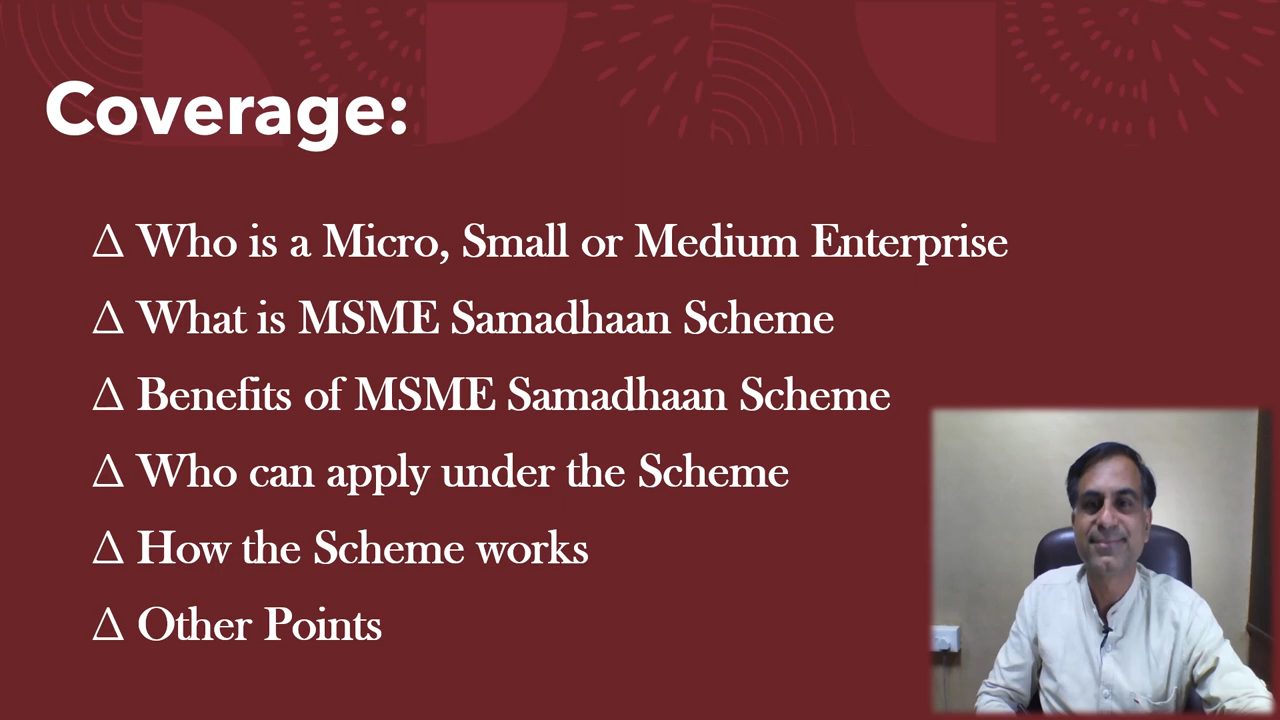 Coverage:
Δ Who is a Micro, Small or Medium Enterprise
Δ What is MSME Samadhaan Scheme
Δ Benefits of MSME Samadhaan Scheme
Δ Who can apply under the Scheme
Δ How the Scheme works
Δ Other Points